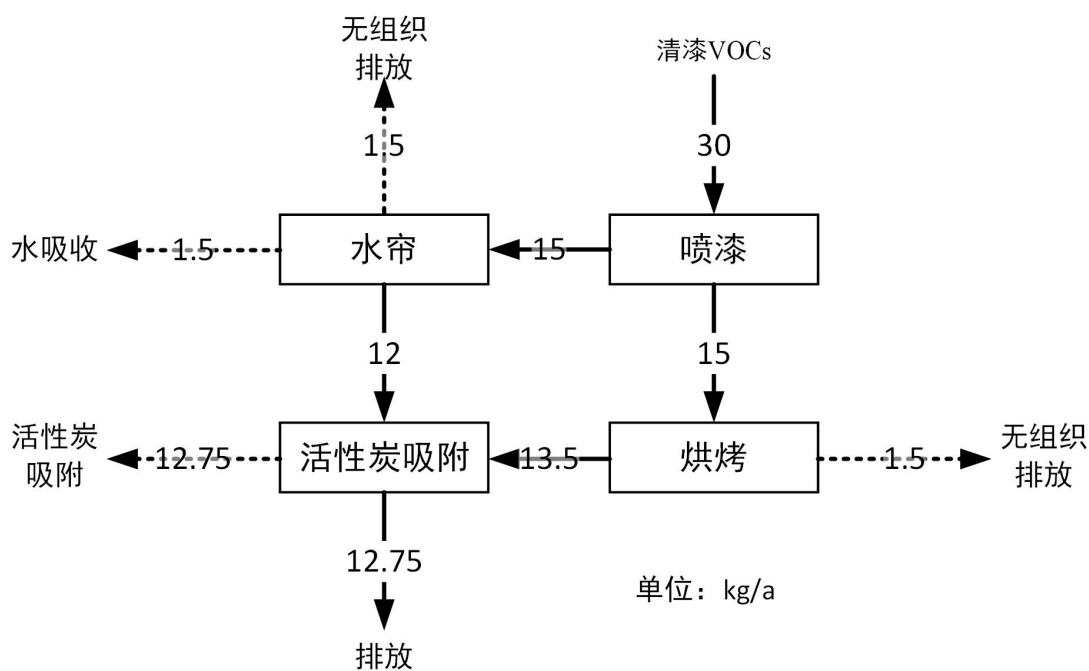 无组织
排放
清漆VOCs
1.5
30
水吸收
1.5
水帘
15
喷漆
12
15
活性炭
吸附
12.75
活性炭吸附
13.5
烘烤
1.5
无组织
排放
12.75
单位：kg/a
排放